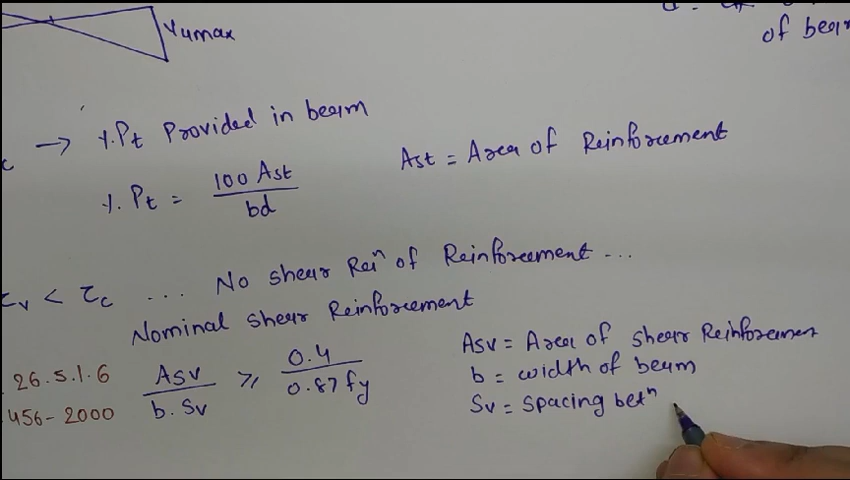 Vumax
of beam
c → %.Pt Provided in beam
Ast = Area of Reinforcement
%.Pt = 100 Ast / bd
τv < τc ... No shear Reiⁿ of Reinforcement ...
Nominal shear Reinforcement
26.5.1.6
456-2000
Asv / b. Sv ≥ 0.4 / 0.87 fy
Asv = Area of shear Reinforcemen
b = width of beam
Sv = Spacing betⁿ